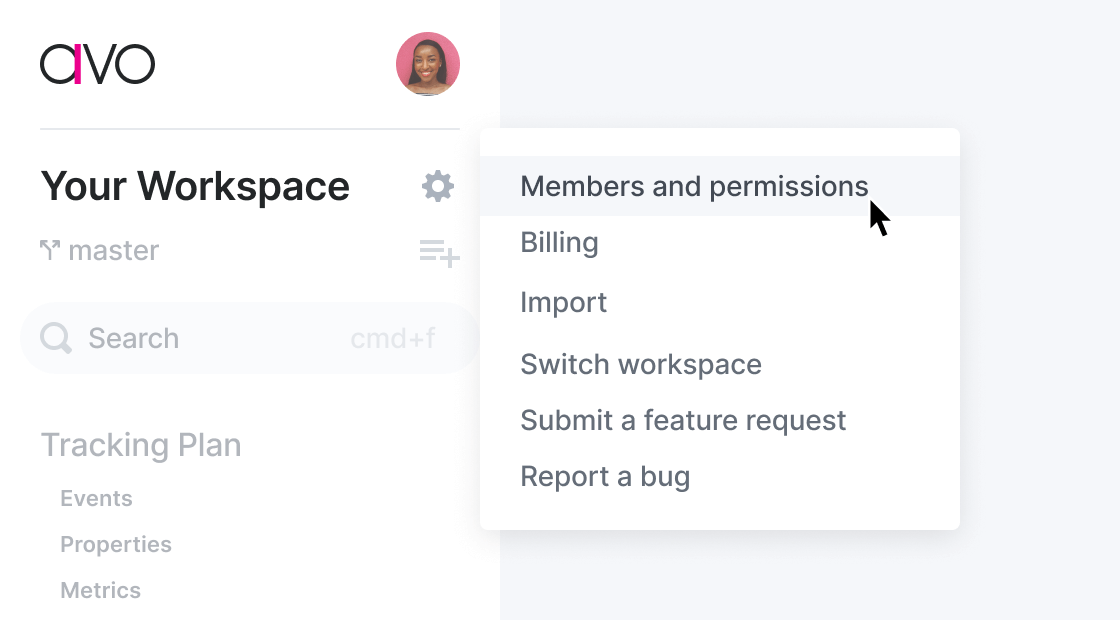 avo
Your Workspace
master
Search cmd+f
Tracking Plan
Events
Properties
Metrics
Members and permissions
Billing
Import
Switch workspace
Submit a feature request
Report a bug